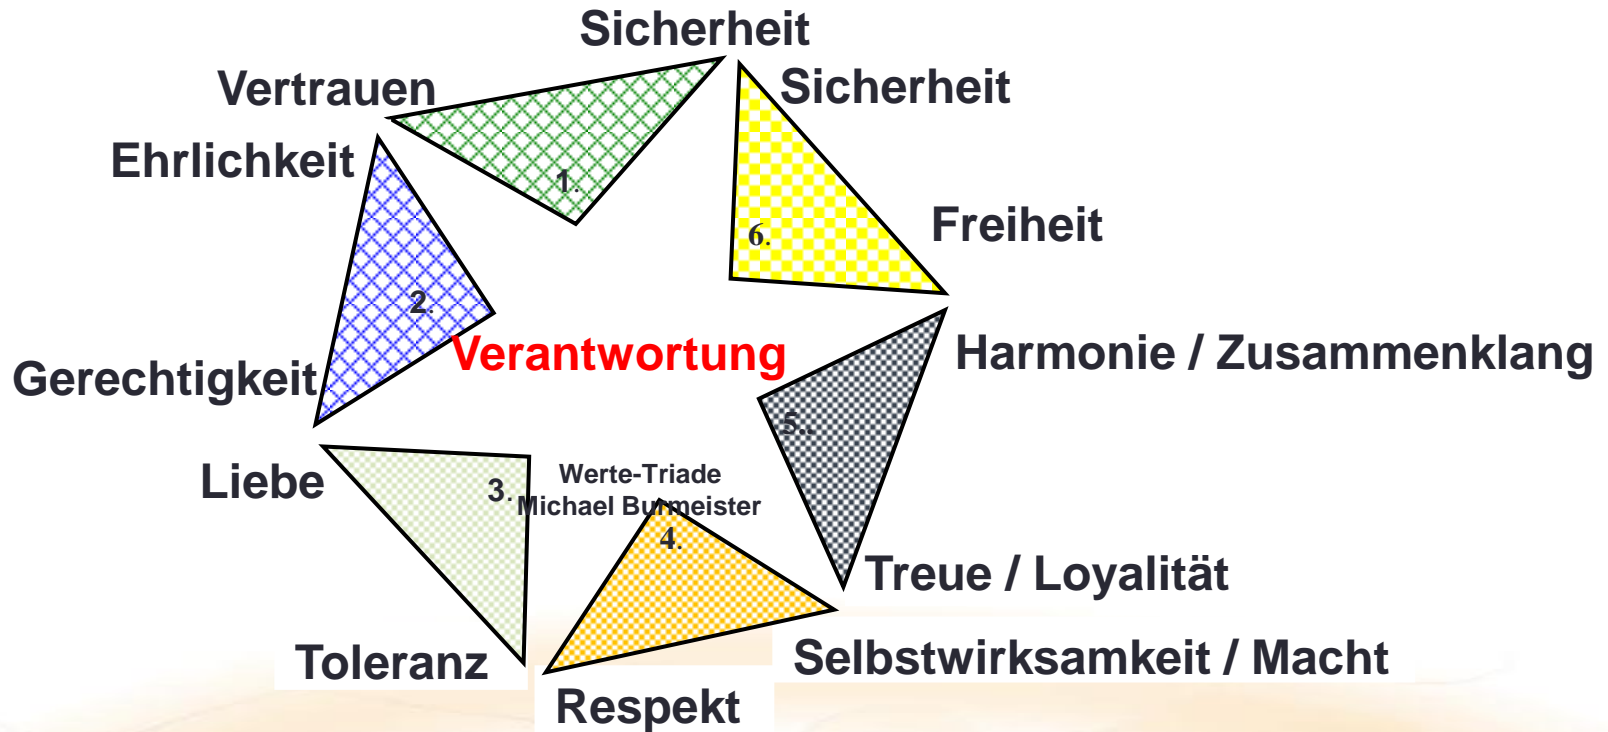 Sicherheit
Vertrauen
Sicherheit
Ehrlichkeit
1.
Freiheit
6.
2.
Verantwortung
Harmonie / Zusammenklang
Gerechtigkeit
5..
Liebe
3.
Werte-Triade
Michael Burmeister
4.
Treue / Loyalität
Toleranz
Selbstwirksamkeit / Macht
Respekt